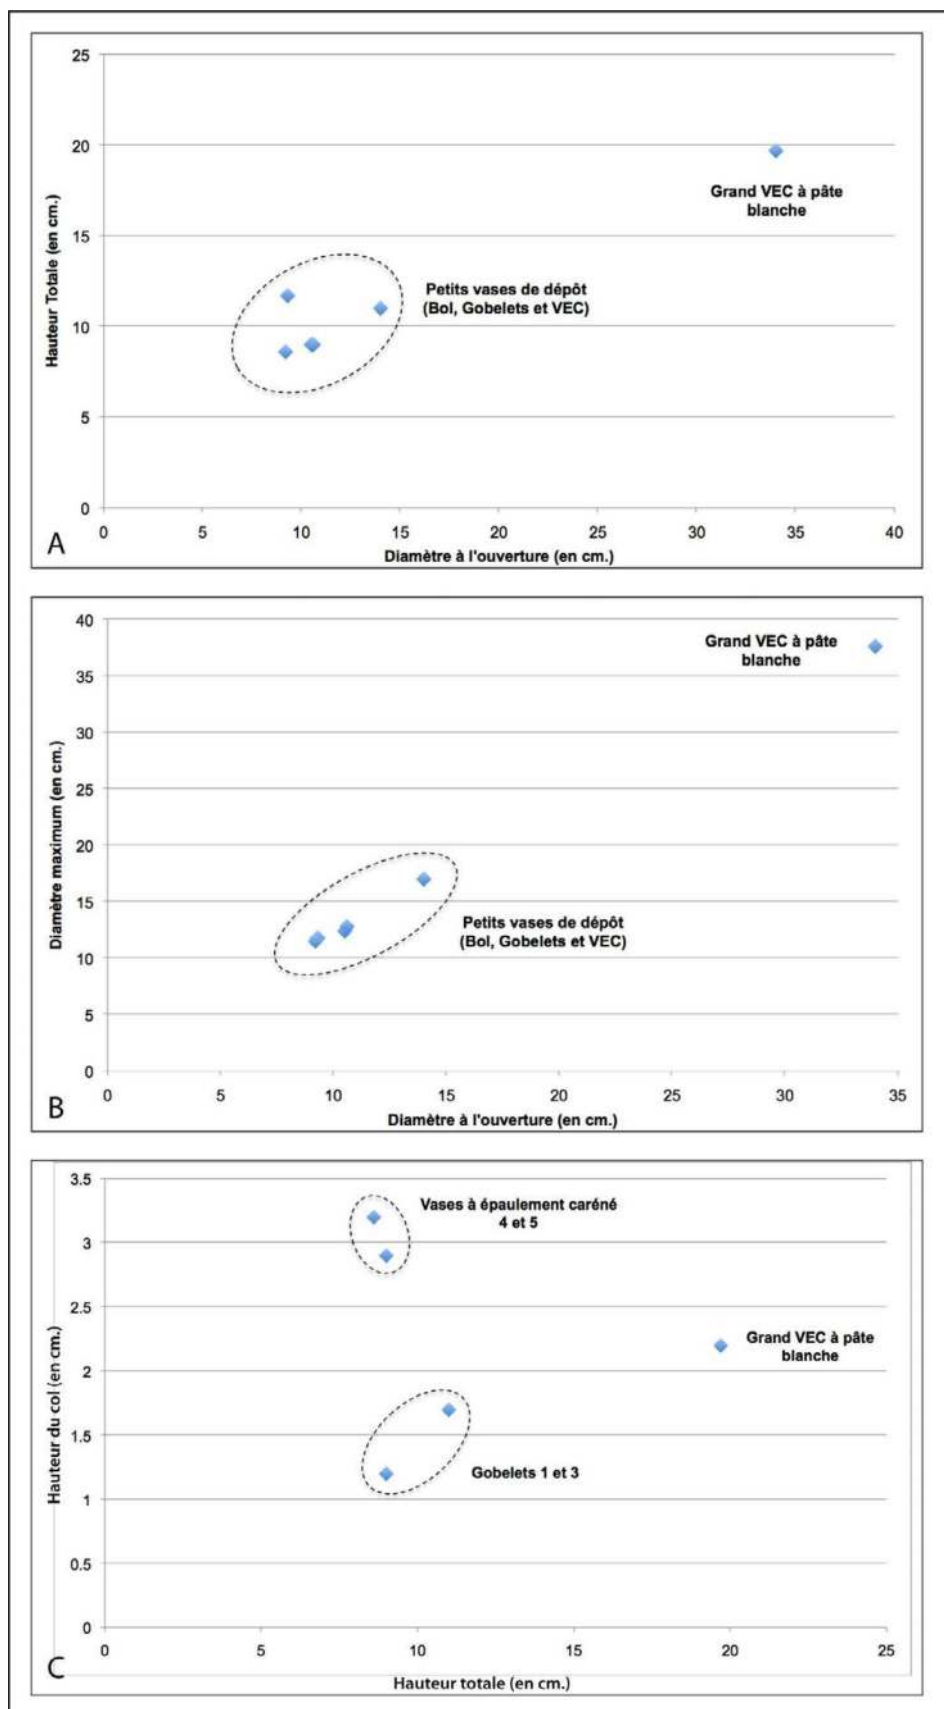 25
20
15
10
5
0
Hauteur Totale (en cm.)
Grand VEC à pâte
blanche
Petits vases de dépôt
(Bol, Gobelets et VEC)
0 5 10 15 20 25 30 35 40
Diamètre à l'ouverture (en cm.)
A
40
35
30
25
20
15
10
5
0
Diamètre maximum (en cm.)
Grand VEC à pâte
blanche
Petits vases de dépôt
(Bol, Gobelets et VEC)
0 5 10 15 20 25 30 35
Diamètre à l'ouverture (en cm.)
B
3.5
3
2.5
2
1.5
1
0.5
0
Hauteur du col (en cm.)
Vases à épaulement caréné
4 et 5
Grand VEC à pâte
blanche
Gobelets 1 et 3
0 5 10 15 20 25
Hauteur totale (en cm.)
C